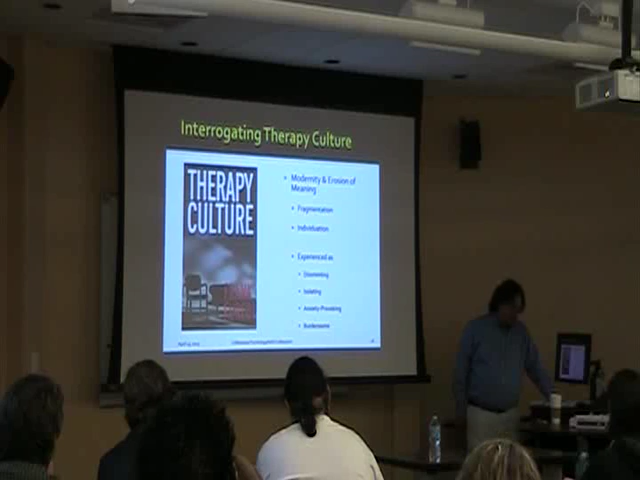 Interrogating Therapy Culture
THERAPY
CULTURE
Modernity & Erosion of
Meaning
Fragmentation
Individuation
Experienced as
Disorienting
Isolating
Anxiety-Provoking
Burdensome